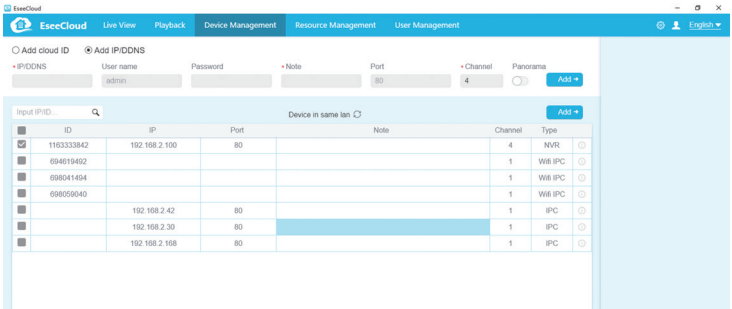 EseeCloud
EseeCloud Live View Playback Device Management Resource Management User Management English
Add cloud ID Add IP/DDNS
* IP/DDNS User name Password * Note Port * Channel Panorama
admin 80 4 Add
Input IP/ID... Device in same lan Add
ID IP Port Note Channel Type
1163333842 192.168.2.100 80 4 NVR
694619492 1 Wifi IPC
698041494 1 Wifi IPC
698059040 1 Wifi IPC
192.168.2.42 80 1 IPC
192.168.2.30 80 1 IPC
192.168.2.168 80 1 IPC